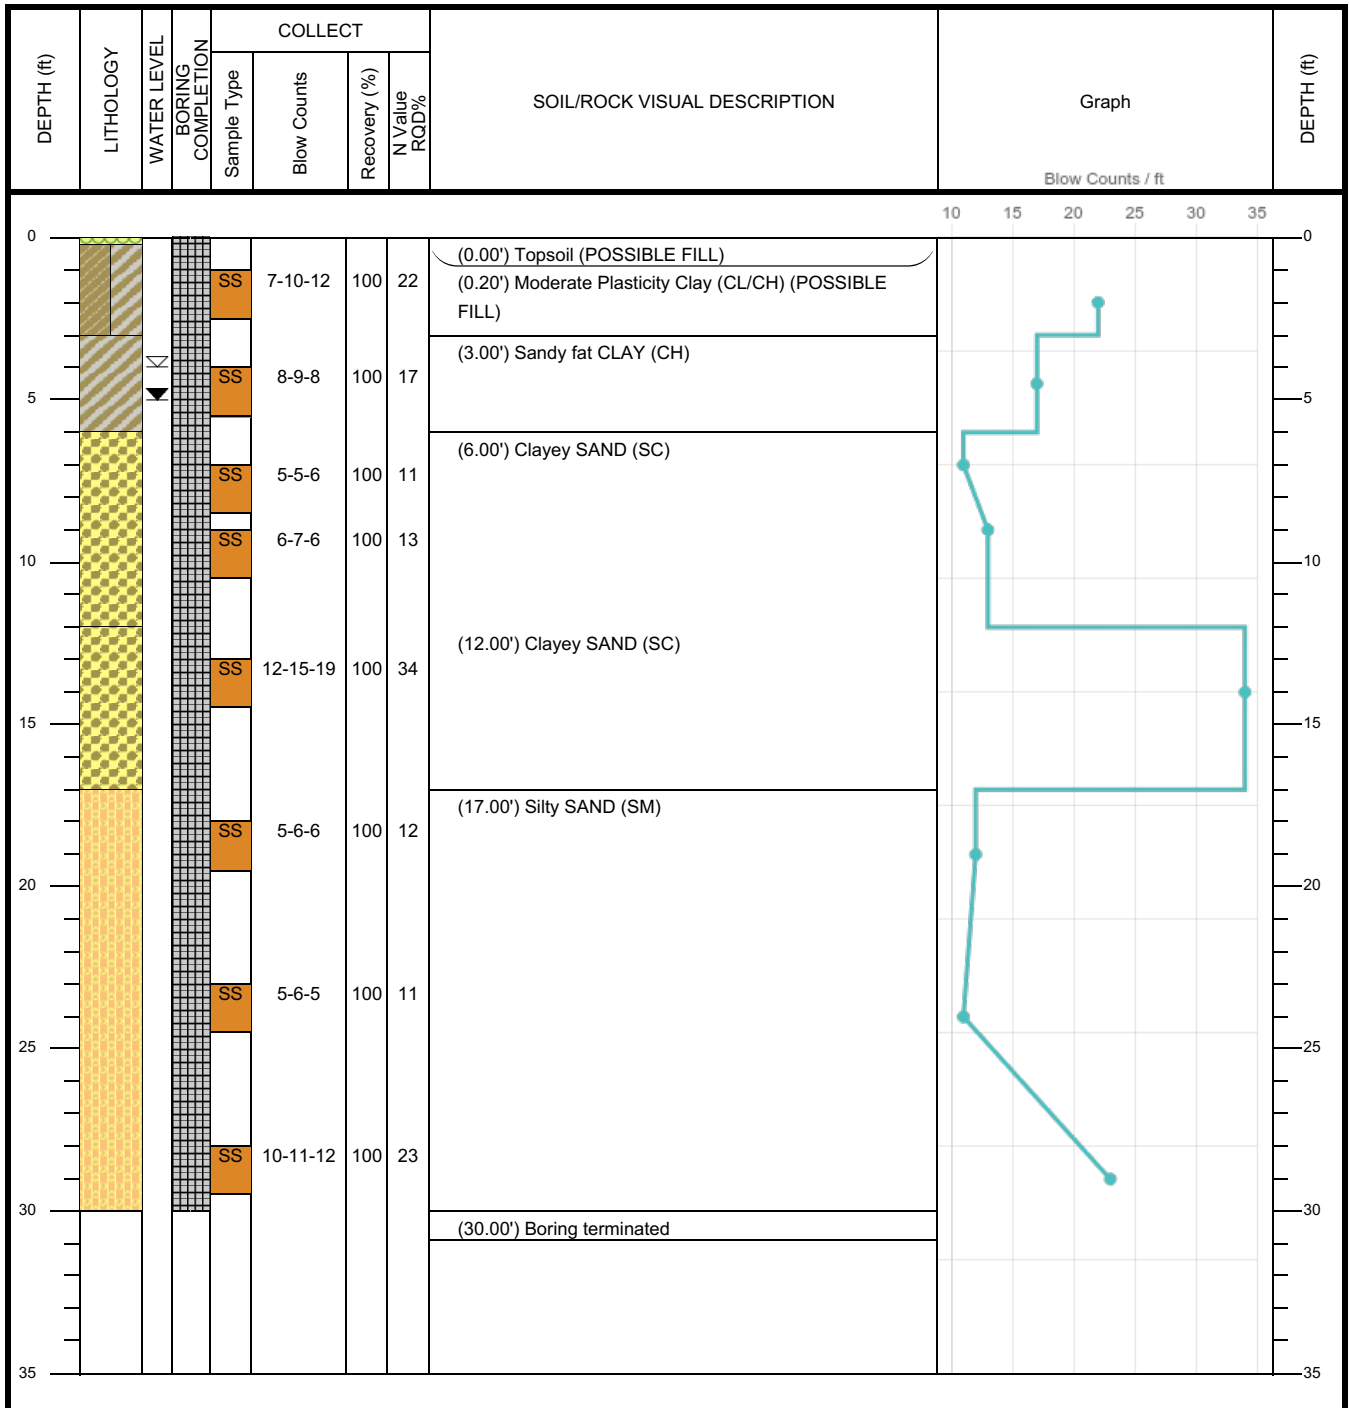 DEPTH (ft)
LITHOLOGY
WATER LEVEL
BORING
COMPLETION
COLLECT
Sample Type
Blow Counts
Recovery (%)
N Value
RQD%
SOIL/ROCK VISUAL DESCRIPTION
Graph
Blow Counts / ft
DEPTH (ft)
10 15 20 25 30 35
0 0
(0.00') Topsoil (POSSIBLE FILL)
SS 7-10-12 100 22 (0.20') Moderate Plasticity Clay (CL/CH) (POSSIBLE
FILL)
(3.00') Sandy fat CLAY (CH)
SS 8-9-8 100 17
5 5
(6.00') Clayey SAND (SC)
SS 5-5-6 100 11
SS 6-7-6 100 13
10 10
(12.00') Clayey SAND (SC)
SS 12-15-19 100 34
15 15
(17.00') Silty SAND (SM)
SS 5-6-6 100 12
20 20
SS 5-6-5 100 11
25 25
SS 10-11-12 100 23
30 30
(30.00') Boring terminated
35 35